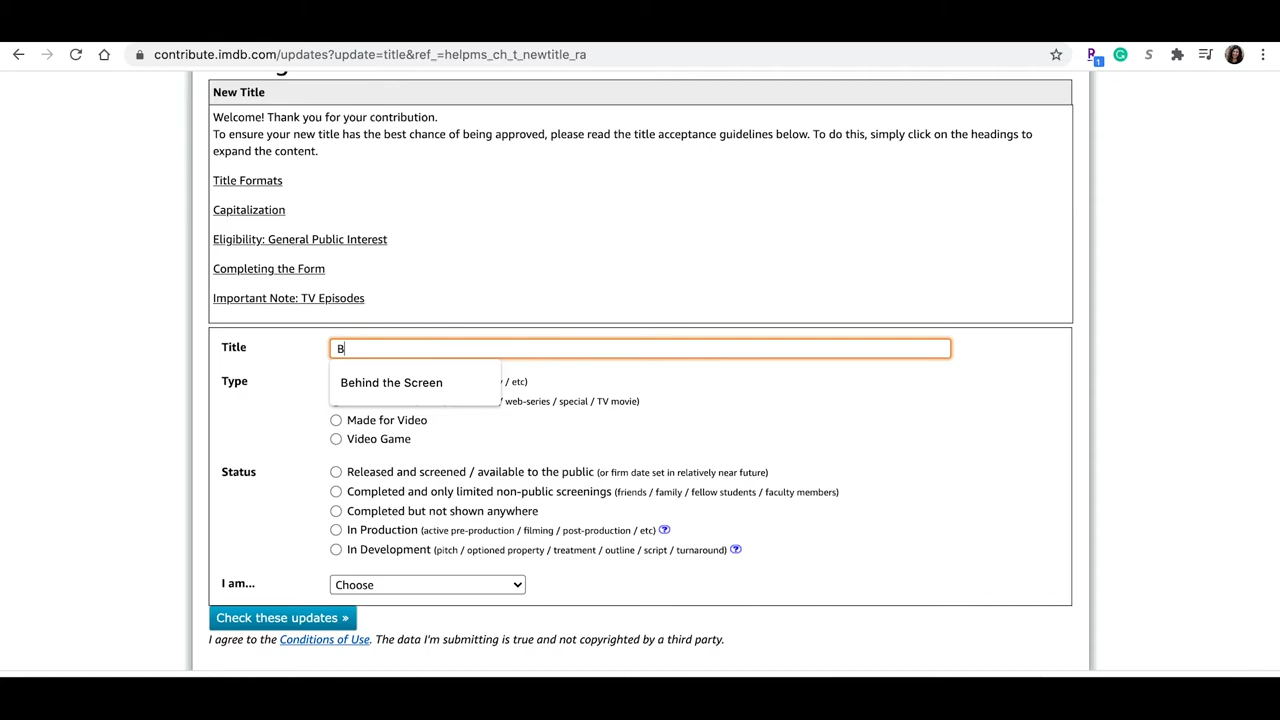 contribute.imdb.com/updates?update=title&ref_=helpms_ch_t_newtitle_ra
New Title
Welcome! Thank you for your contribution.
To ensure your new title has the best chance of being approved, please read the title acceptance guidelines below. To do this, simply click on the headings to
expand the content.
Title Formats
Capitalization
Eligibility: General Public Interest
Completing the Form
Important Note: TV Episodes
Title
B
Behind the Screen
Type
/ etc)
/ web-series / special / TV movie)
Made for Video
Video Game
Status
Released and screened / available to the public (or firm date set in relatively near future)
Completed and only limited non-public screenings (friends / family / fellow students / faculty members)
Completed but not shown anywhere
In Production (active pre-production / filming / post-production / etc) ?
In Development (pitch / optioned property / treatment / outline / script / turnaround) ?
I am...
Choose
Check these updates »
I agree to the Conditions of Use. The data I'm submitting is true and not copyrighted by a third party.